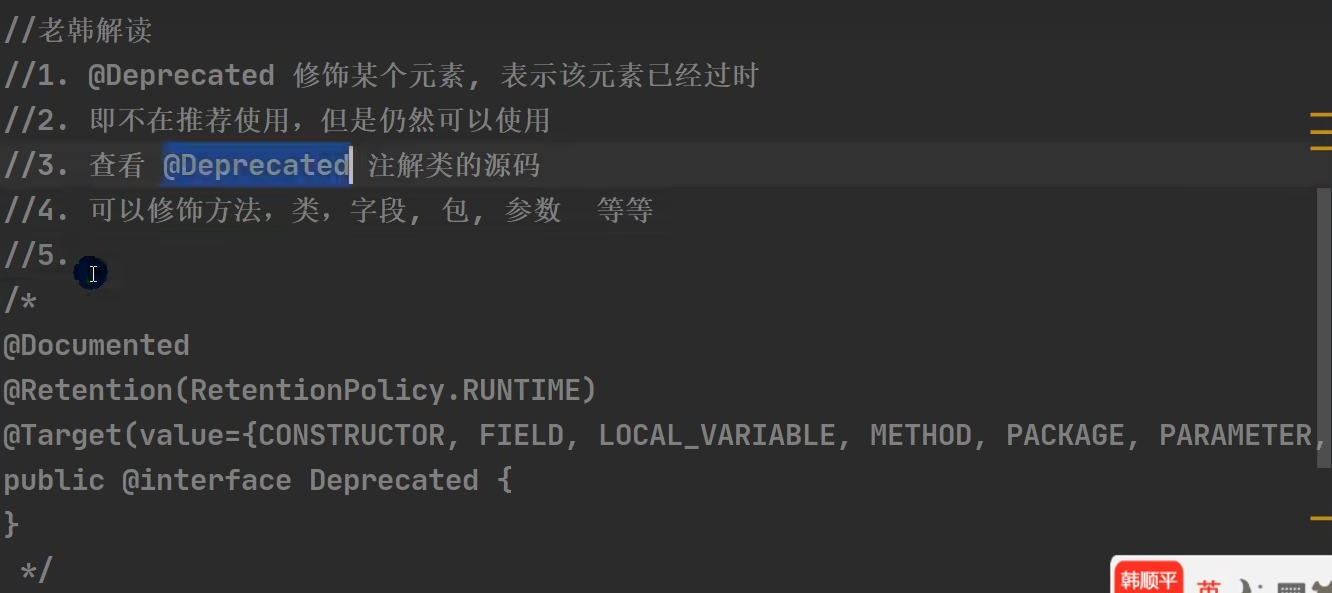 //老韩解读
//1. @Deprecated 修饰某个元素, 表示该元素已经过时
//2. 即不在推荐使用，但是仍然可以使用
//3. 查看 @Deprecated 注解类的源码
//4. 可以修饰方法，类，字段, 包, 参数 等等
//5.
/*
@Documented
@Retention(RetentionPolicy.RUNTIME)
@Target(value={CONSTRUCTOR, FIELD, LOCAL_VARIABLE, METHOD, PACKAGE, PARAMETER,
public @interface Deprecated {
}
*/
韩顺平 英